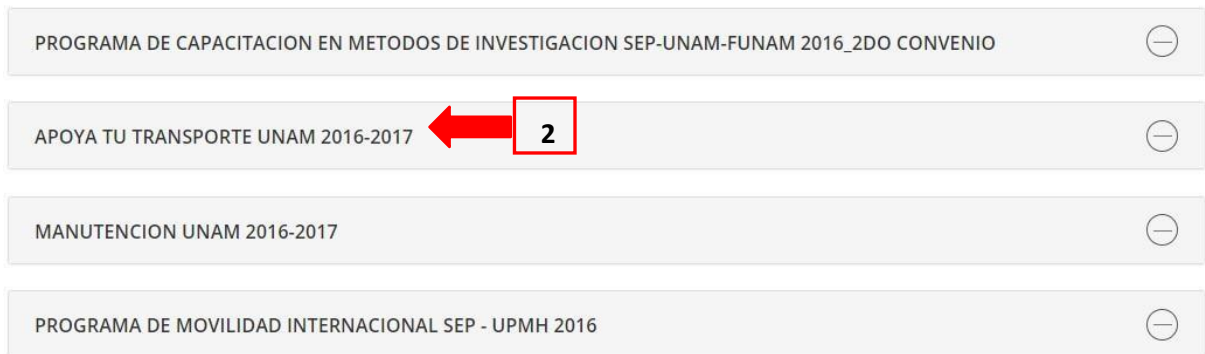 PROGRAMA DE CAPACITACION EN METODOS DE INVESTIGACION SEP-UNAM-FUNAM 2016_2DO CONVENIO
APOYA TU TRANSPORTE UNAM 2016-2017 2
MANUTENCION UNAM 2016-2017
PROGRAMA DE MOVILIDAD INTERNACIONAL SEP - UPMH 2016